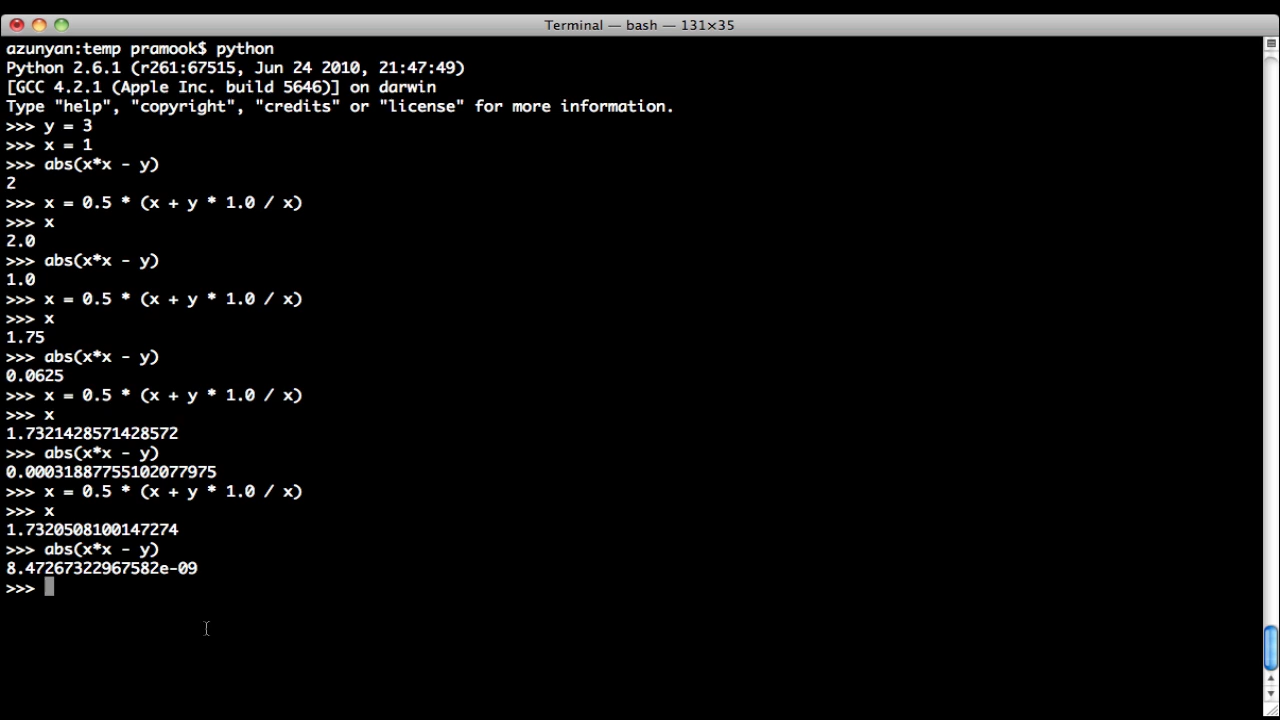 Terminal — bash — 131×35
azunyan:temp pramook$ python
Python 2.6.1 (r261:67515, Jun 24 2010, 21:47:49)
[GCC 4.2.1 (Apple Inc. build 5646)] on darwin
Type "help", "copyright", "credits" or "license" for more information.
>>> y = 3
>>> x = 1
>>> abs(x*x - y)
2
>>> x = 0.5 * (x + y * 1.0 / x)
>>> x
2.0
>>> abs(x*x - y)
1.0
>>> x = 0.5 * (x + y * 1.0 / x)
>>> x
1.75
>>> abs(x*x - y)
0.0625
>>> x = 0.5 * (x + y * 1.0 / x)
>>> x
1.7321428571428572
>>> abs(x*x - y)
0.00031887755102077975
>>> x = 0.5 * (x + y * 1.0 / x)
>>> x
1.7320508100147274
>>> abs(x*x - y)
8.47267322967582e-09
>>>